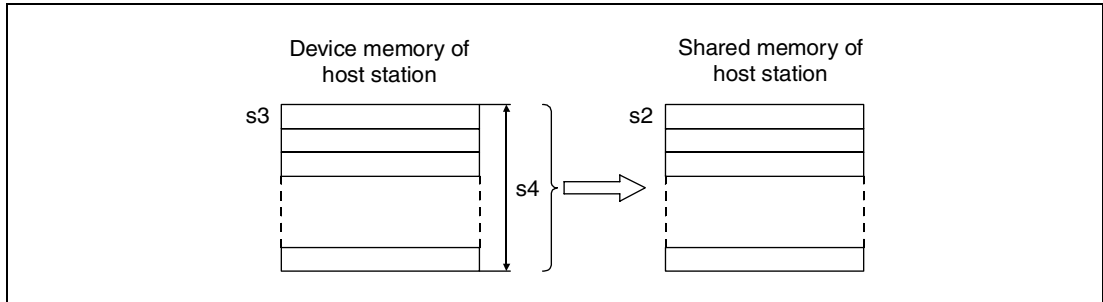 Device memory of
host station
Shared memory of
host station
s3
s2
s4